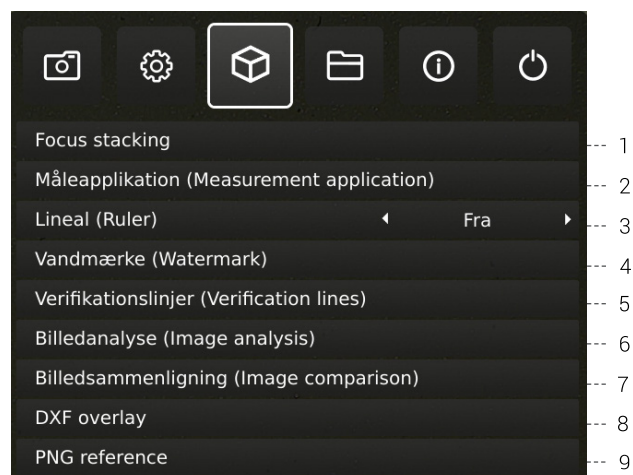 Focus stacking --- 1
Måleapplikation (Measurement application) --- 2
Lineal (Ruler) Fra --- 3
Vandmærke (Watermark) --- 4
Verifikationslinjer (Verification lines) --- 5
Billedanalyse (Image analysis) --- 6
Billedsammenligning (Image comparison) --- 7
DXF overlay --- 8
PNG reference --- 9